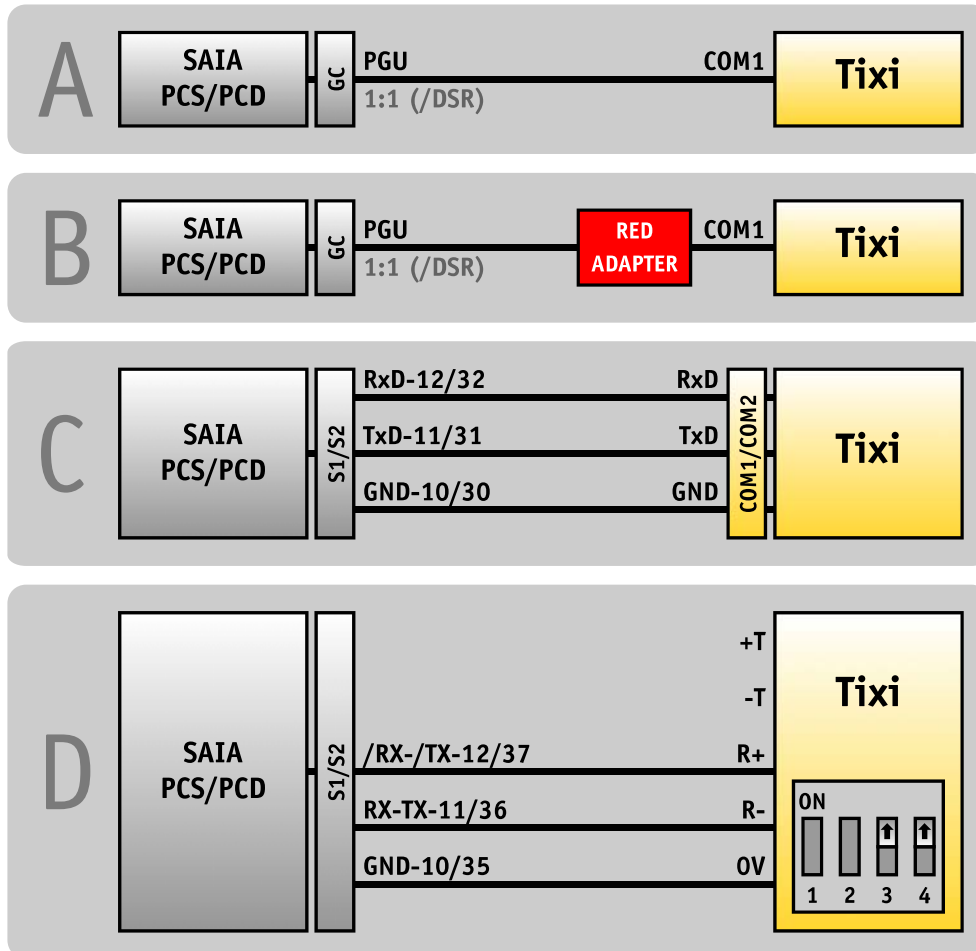 A
SAIA
PCS/PCD
GC
PGU
1:1 (/DSR)
COM1
Tixi
B
SAIA
PCS/PCD
GC
PGU
1:1 (/DSR)
RED
ADAPTER
COM1
Tixi
C
SAIA
PCS/PCD
S1/S2
RxD-12/32
TxD-11/31
GND-10/30
RxD
TxD
GND
COM1/COM2
Tixi
D
SAIA
PCS/PCD
S1/S2
/RX-/TX-12/37
RX-TX-11/36
GND-10/35
+T
-T
R+
R-
0V
Tixi
ON
1 2 3 4